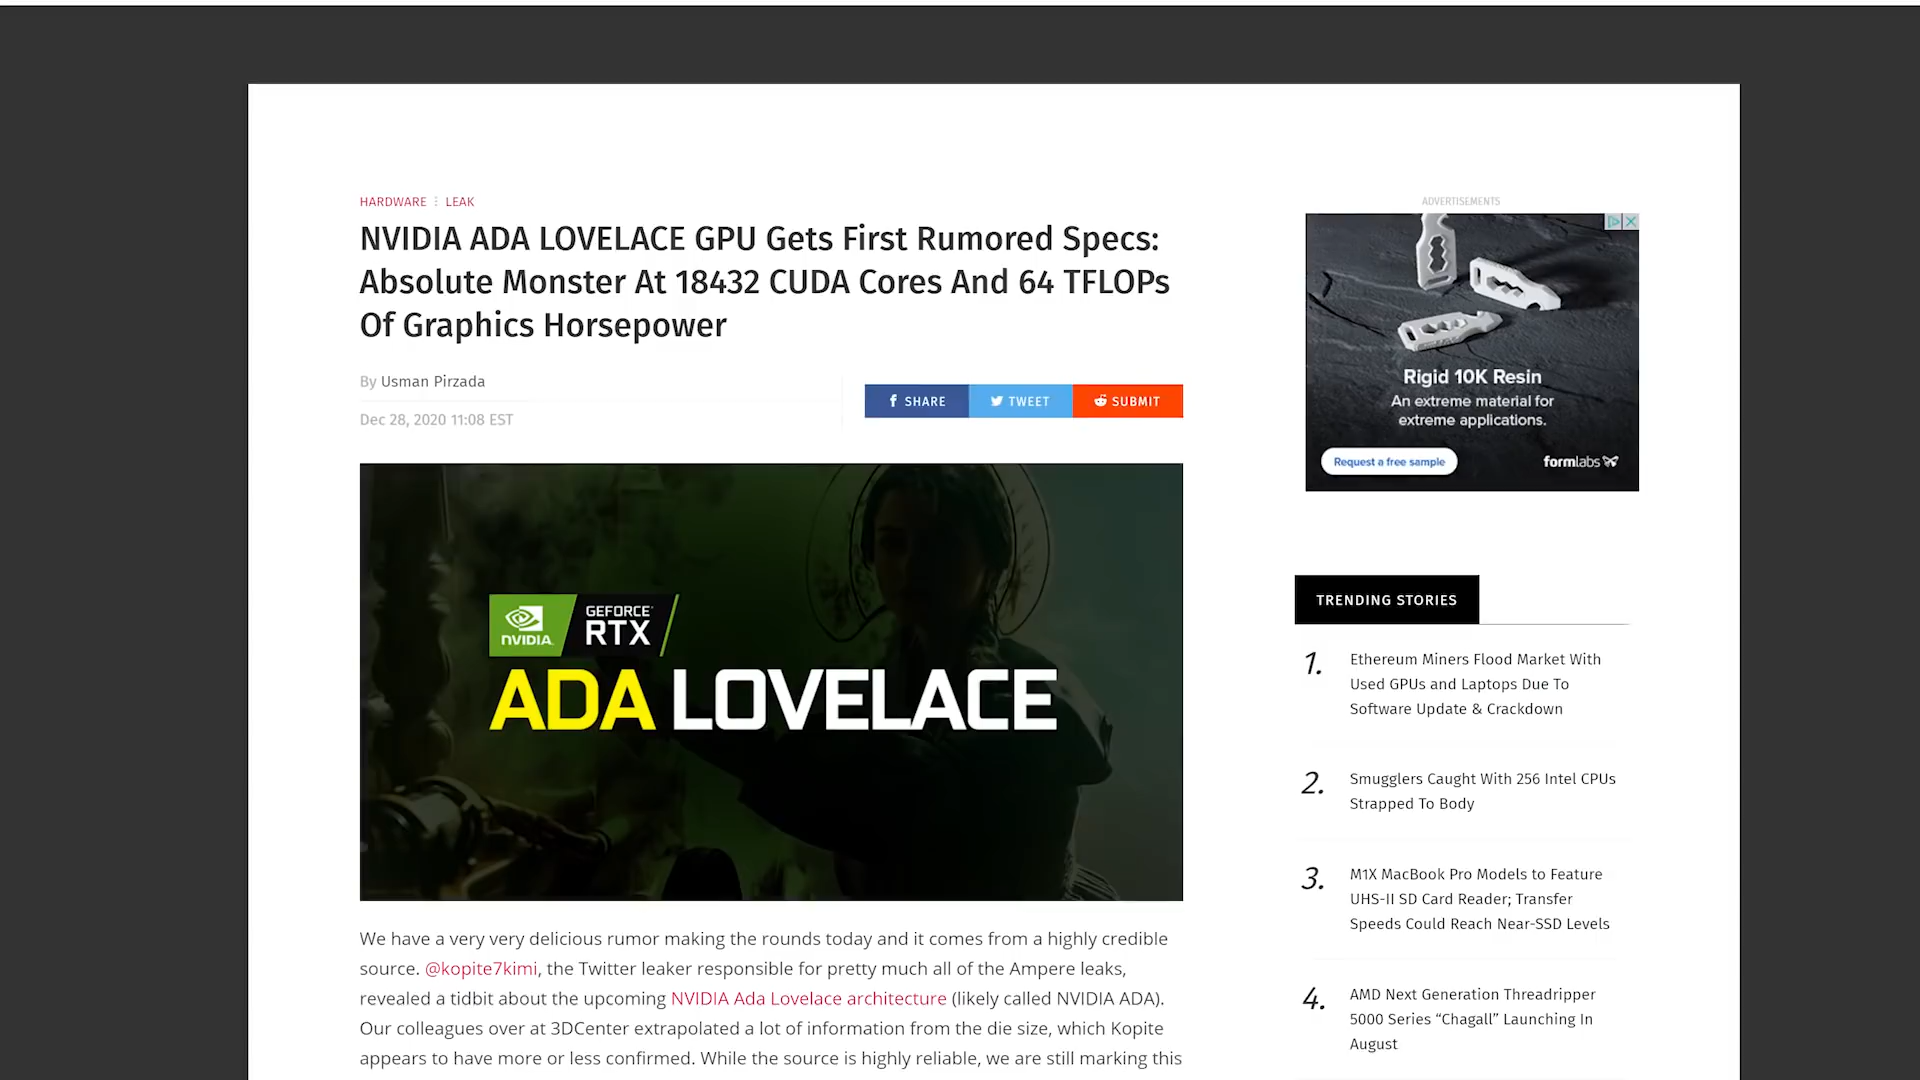 HARDWARE ⋮ LEAK
NVIDIA ADA LOVELACE GPU Gets First Rumored Specs:
Absolute Monster At 18432 CUDA Cores And 64 TFLOPs
Of Graphics Horsepower
By Usman Pirzada
Dec 28, 2020 11:08 EST
SHARE
TWEET
SUBMIT
NVIDIA.
GEFORCE
RTX
ADA LOVELACE
We have a very very delicious rumor making the rounds today and it comes from a highly credible
source. @kopite7kimi, the Twitter leaker responsible for pretty much all of the Ampere leaks,
revealed a tidbit about the upcoming NVIDIA Ada Lovelace architecture (likely called NVIDIA ADA).
Our colleagues over at 3DCenter extrapolated a lot of information from the die size, which Kopite
appears to have more or less confirmed. While the source is highly reliable, we are still marking this
ADVERTISEMENTS
Rigid 10K Resin
An extreme material for
extreme applications.
Request a free sample
formlabs
TRENDING STORIES
1. Ethereum Miners Flood Market With
Used GPUs and Laptops Due To
Software Update & Crackdown
2. Smugglers Caught With 256 Intel CPUs
Strapped To Body
3. M1X MacBook Pro Models to Feature
UHS-II SD Card Reader; Transfer
Speeds Could Reach Near-SSD Levels
4. AMD Next Generation Threadripper
5000 Series “Chagall” Launching In
August